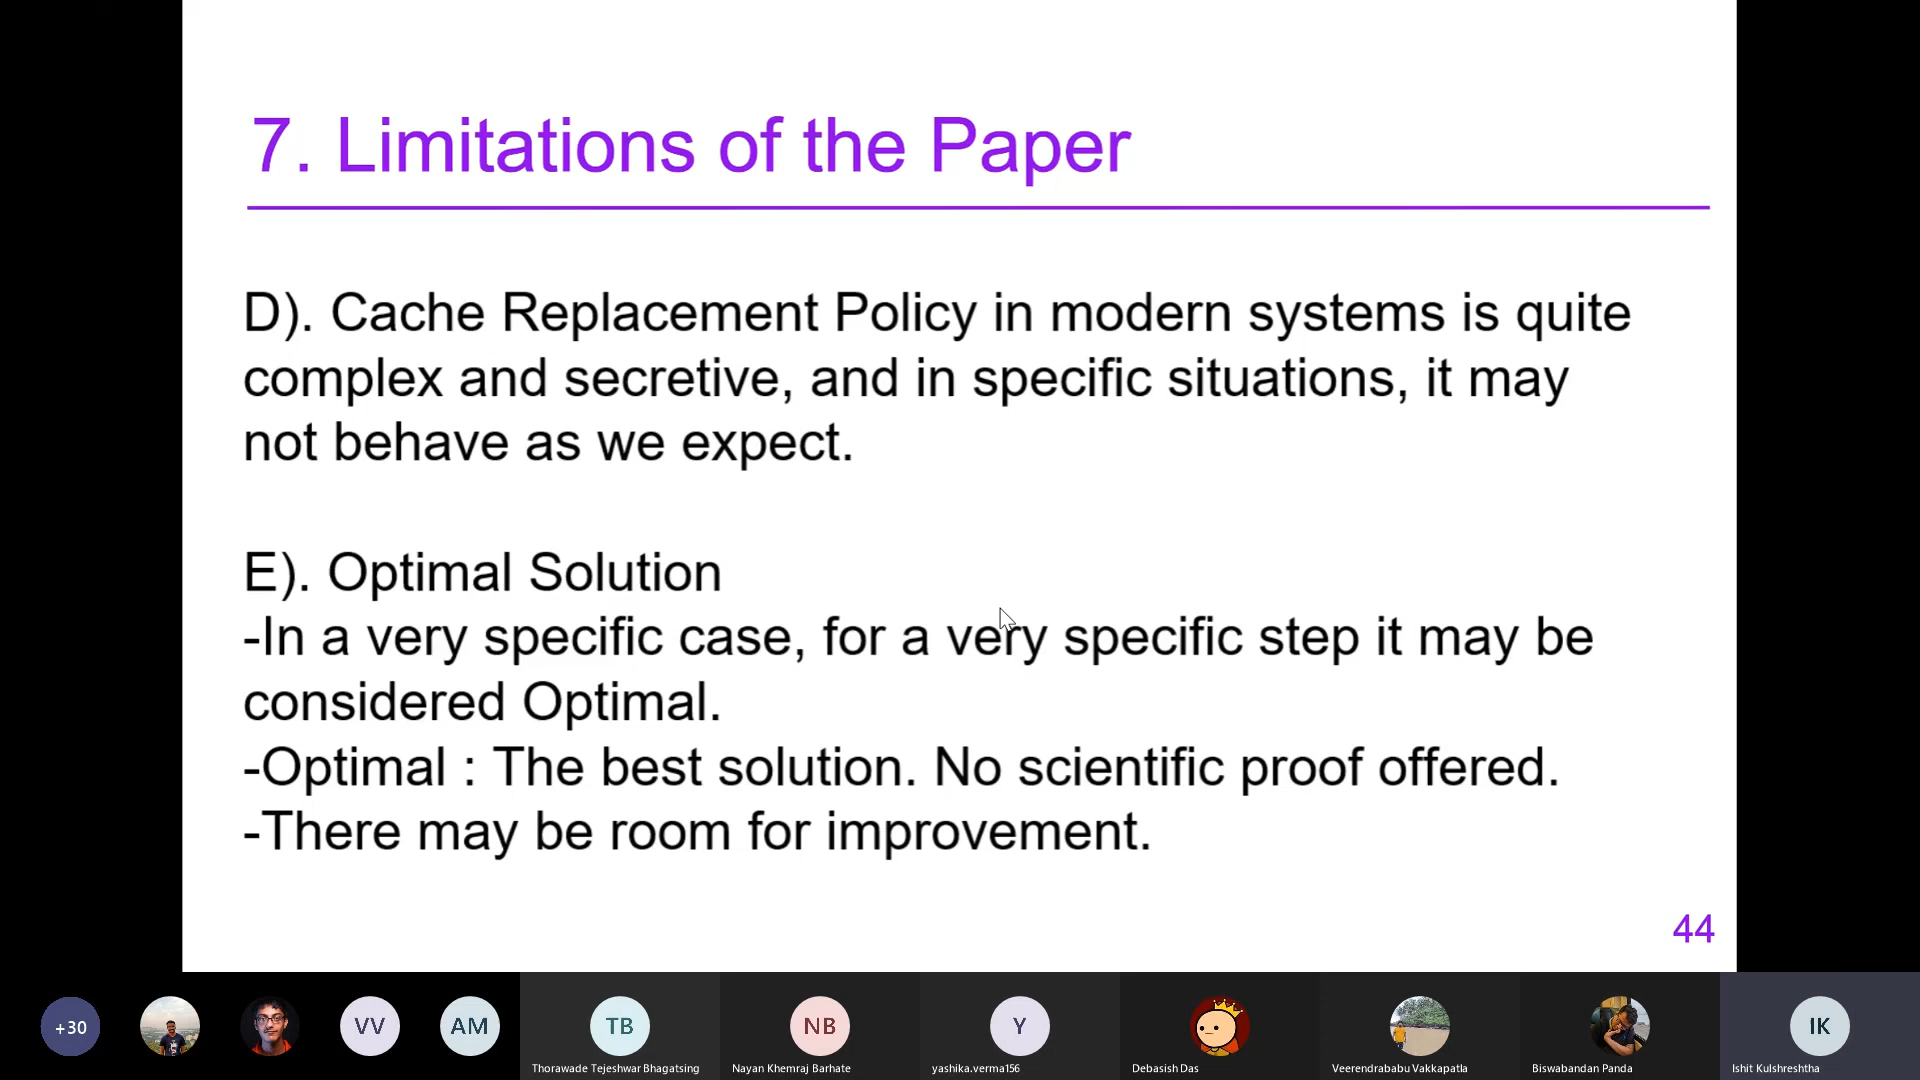 7. Limitations of the Paper
D). Cache Replacement Policy in modern systems is quite
complex and secretive, and in specific situations, it may
not behave as we expect.
E). Optimal Solution
-In a very specific case, for a very specific step it may be
considered Optimal.
-Optimal : The best solution. No scientific proof offered.
-There may be room for improvement.
44
+30
VV
AM
TB
NB
Y
IK
Thorawade Tejeshwar Bhagatsing
Nayan Khemraj Barhate
yashika.verma156
Debasish Das
Veerendrababu Vakkapatla
Biswabandan Panda
Ishit Kulshreshtha